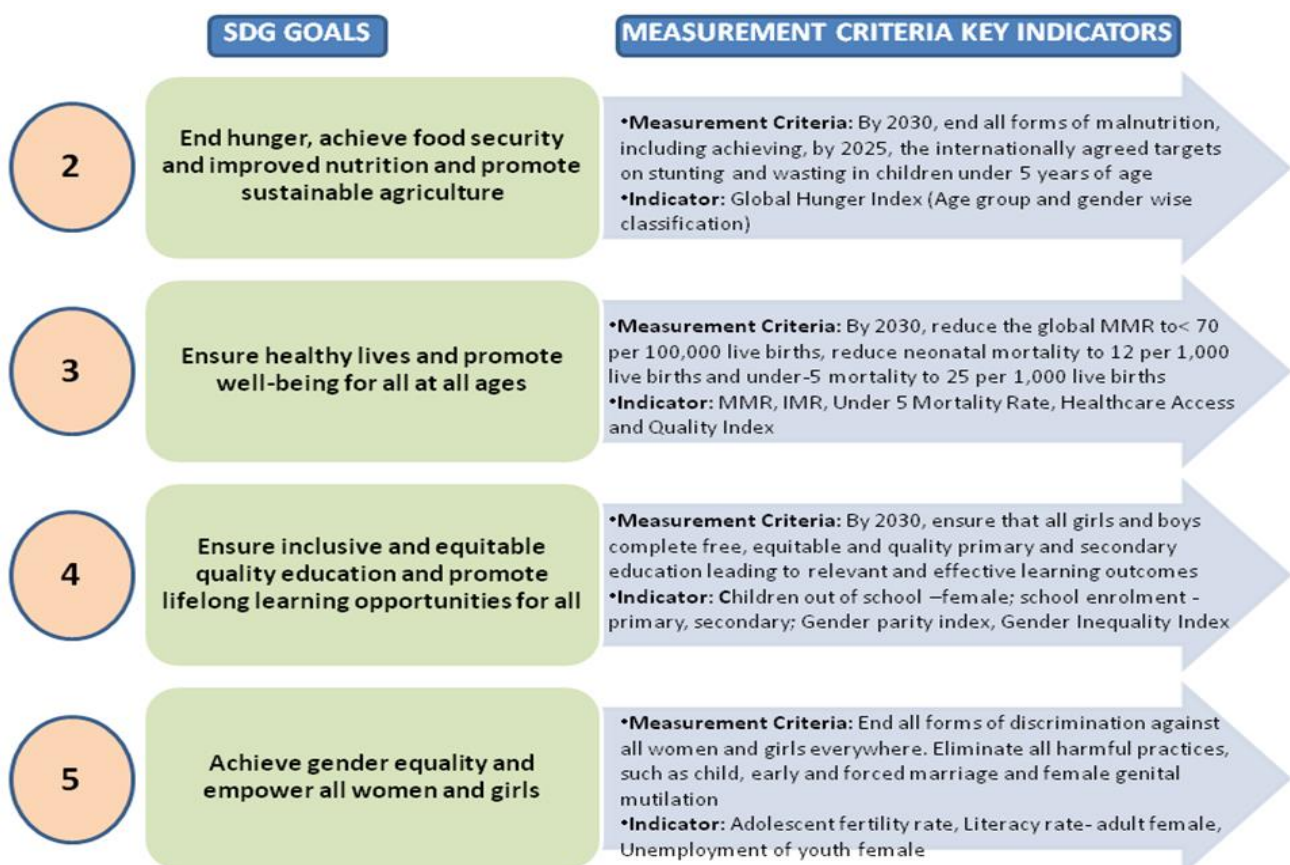 SDG GOALS
MEASUREMENT CRITERIA KEY INDICATORS
2
End hunger, achieve food security
and improved nutrition and promote
sustainable agriculture
•Measurement Criteria: By 2030, end all forms of malnutrition,
including achieving, by 2025, the internationally agreed targets
on stunting and wasting in children under 5 years of age
•Indicator: Global Hunger Index (Age group and gender wise
classification)
3
Ensure healthy lives and promote
well-being for all at all ages
•Measurement Criteria: By 2030, reduce the global MMR to< 70
per 100,000 live births, reduce neonatal mortality to 12 per 1,000
live births and under-5 mortality to 25 per 1,000 live births
•Indicator: MMR, IMR, Under 5 Mortality Rate, Healthcare Access
and Quality Index
4
Ensure inclusive and equitable
quality education and promote
lifelong learning opportunities for all
•Measurement Criteria: By 2030, ensure that all girls and boys
complete free, equitable and quality primary and secondary
education leading to relevant and effective learning outcomes
•Indicator: Children out of school –female; school enrolment -
primary, secondary; Gender parity index, Gender Inequality Index
5
Achieve gender equality and
empower all women and girls
•Measurement Criteria: End all forms of discrimination against
all women and girls everywhere. Eliminate all harmful practices,
such as child, early and forced marriage and female genital
mutilation
•Indicator: Adolescent fertility rate, Literacy rate- adult female,
Unemployment of youth female